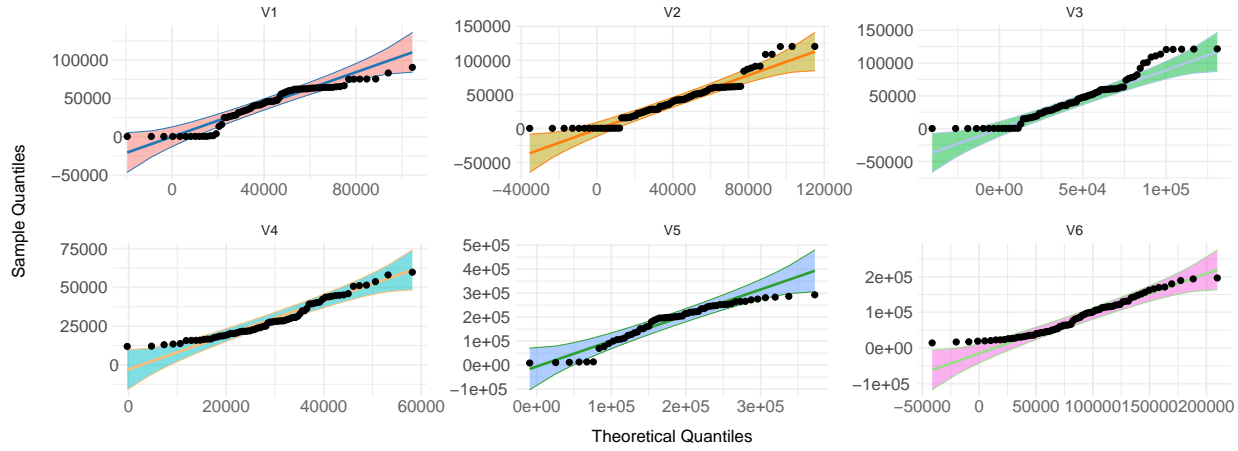 V1
V2
V3
100000
50000
0
−50000
0
40000
80000
150000
100000
50000
0
−50000
−40000
0
40000
80000
120000
150000
100000
50000
0
−50000
0e+00
5e+04
1e+05
Sample Quantiles
V4
V5
V6
75000
50000
25000
0
0
20000
40000
60000
5e+05
4e+05
3e+05
2e+05
1e+05
0e+00
−1e+05
0e+00
1e+05
2e+05
3e+05
2e+05
1e+05
0e+00
−1e+05
−50000
0
50000
100000
150000
200000
Theoretical Quantiles